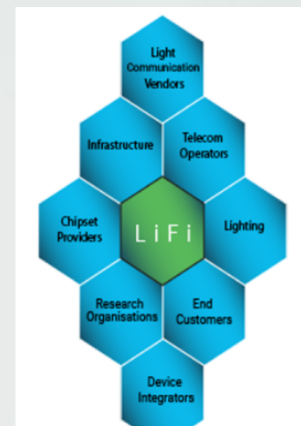 Light
Communication
Vendors
Infrastructure
Telecom
Operators
Chipset
Providers
LiFi
Lighting
Research
Organisations
End
Customers
Device
Integrators